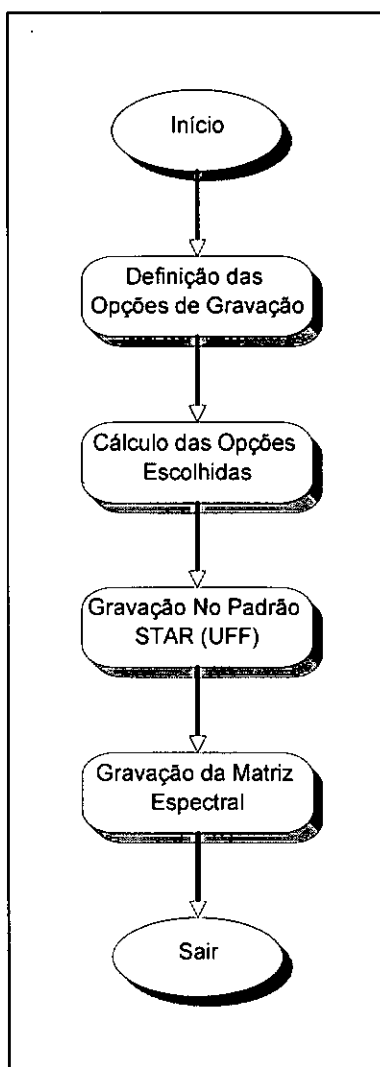 Início
Definição das
Opções de Gravação
Cálculo das Opções
Escolhidas
Gravação No Padrão
STAR (UFF)
Gravação da Matriz
Espectral
Sair